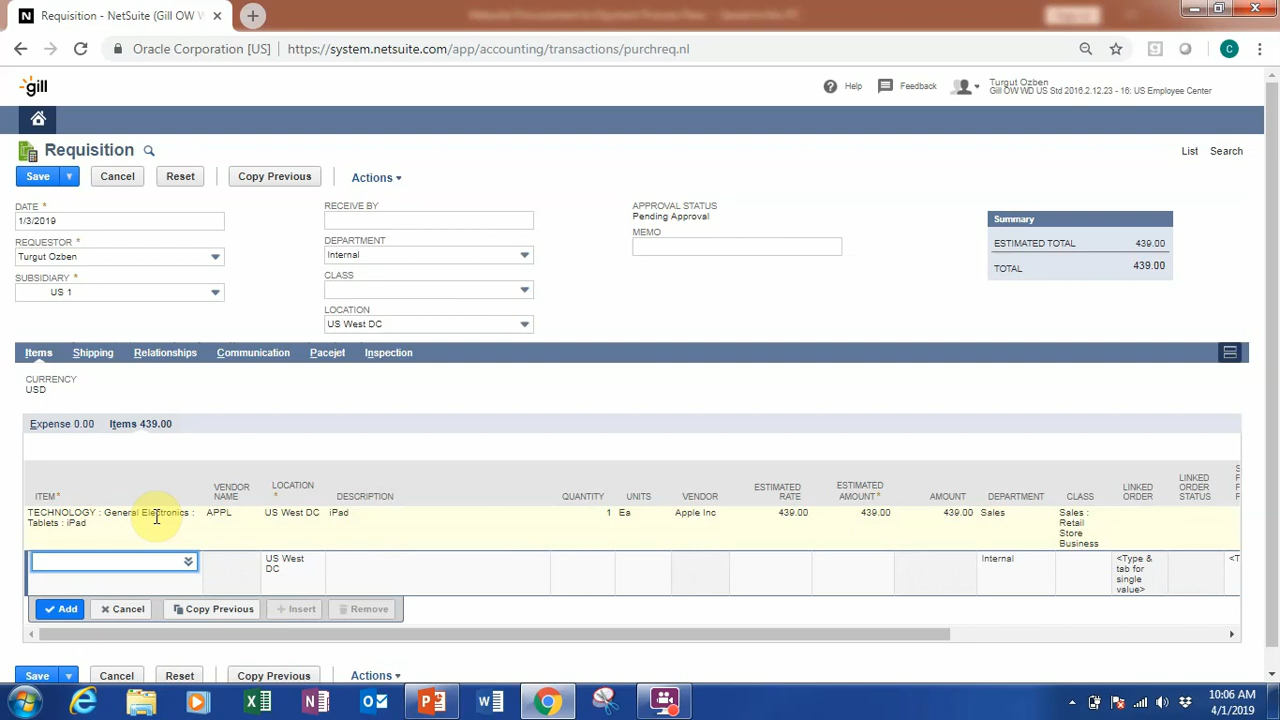 Requisition - NetSuite (Gill OW W
Oracle Corporation [US]
https://system.netsuite.com/app/accounting/transactions/purchreq.nl
C
gill
Help
Feedback
Turgut Ozben
Gill OW WD US Std 2016.2.12.23 - 16: US Employee Center
Requisition
List
Search
Save
Cancel
Reset
Copy Previous
Actions
DATE *
1/3/2019
REQUESTOR *
Turgut Ozben
SUBSIDIARY *
US 1
RECEIVE BY
DEPARTMENT
Internal
CLASS
LOCATION
US West DC
APPROVAL STATUS
Pending Approval
MEMO
Summary
ESTIMATED TOTAL 439.00
TOTAL 439.00
Items Shipping Relationships Communication Pacejet Inspection
CURRENCY
USD
Expense 0.00 Items 439.00
ITEM *
VENDOR NAME
LOCATION *
DESCRIPTION
QUANTITY
UNITS
VENDOR
ESTIMATED RATE
ESTIMATED AMOUNT *
AMOUNT
DEPARTMENT
CLASS
LINKED ORDER
LINKED ORDER STATUS
TECHNOLOGY : General Electronics :
Tablets : iPad
APPL
US West DC
iPad
1
Ea
Apple Inc
439.00
439.00
439.00
Sales
Sales :
Retail
Store
Business
US West
DC
Internal
<Type &
tab for
single
value>
<T
Add
Cancel
Copy Previous
Insert
Remove
Save
Cancel
Reset
Copy Previous
Actions
10:06 AM
4/1/2019